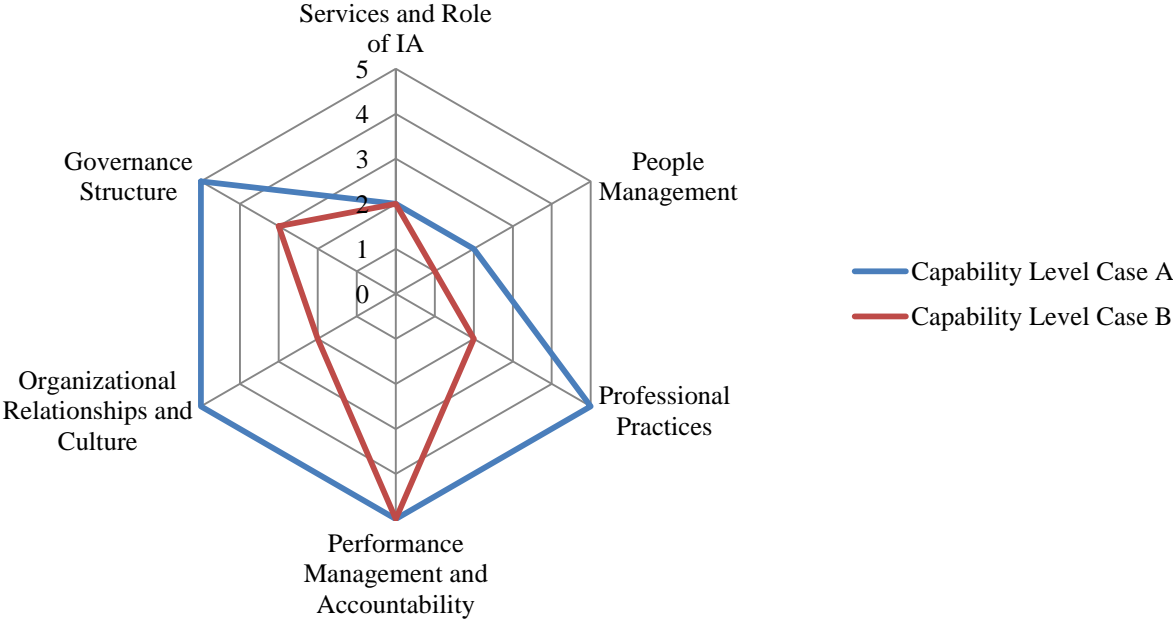 Services and Role
of IA
5
4
3
2
1
0
Governance
Structure
People
Management
Organizational
Relationships and
Culture
Professional
Practices
Performance
Management and
Accountability
Capability Level Case A
Capability Level Case B